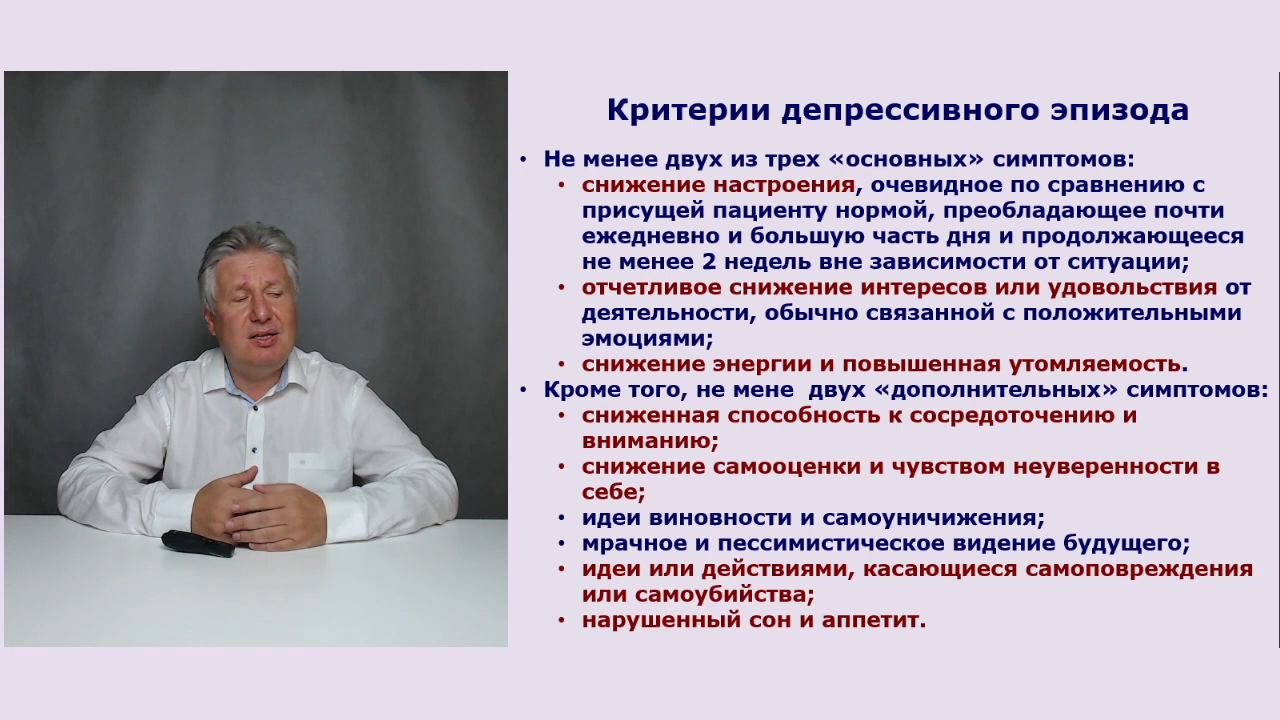 Критерии депрессивного эпизода
• Не менее двух из трех «основных» симптомов:
• снижение настроения, очевидное по сравнению с
присущей пациенту нормой, преобладающее почти
ежедневно и большую часть дня и продолжающееся
не менее 2 недель вне зависимости от ситуации;
• отчетливое снижение интересов или удовольствия от
деятельности, обычно связанной с положительными
эмоциями;
• снижение энергии и повышенная утомляемость.
• Кроме того, не мене двух «дополнительных» симптомов:
• сниженная способность к сосредоточению и
вниманию;
• снижение самооценки и чувством неуверенности в
себе;
• идеи виновности и самоуничижения;
• мрачное и пессимистическое видение будущего;
• идеи или действиями, касающиеся самоповреждения
или самоубийства;
• нарушенный сон и аппетит.